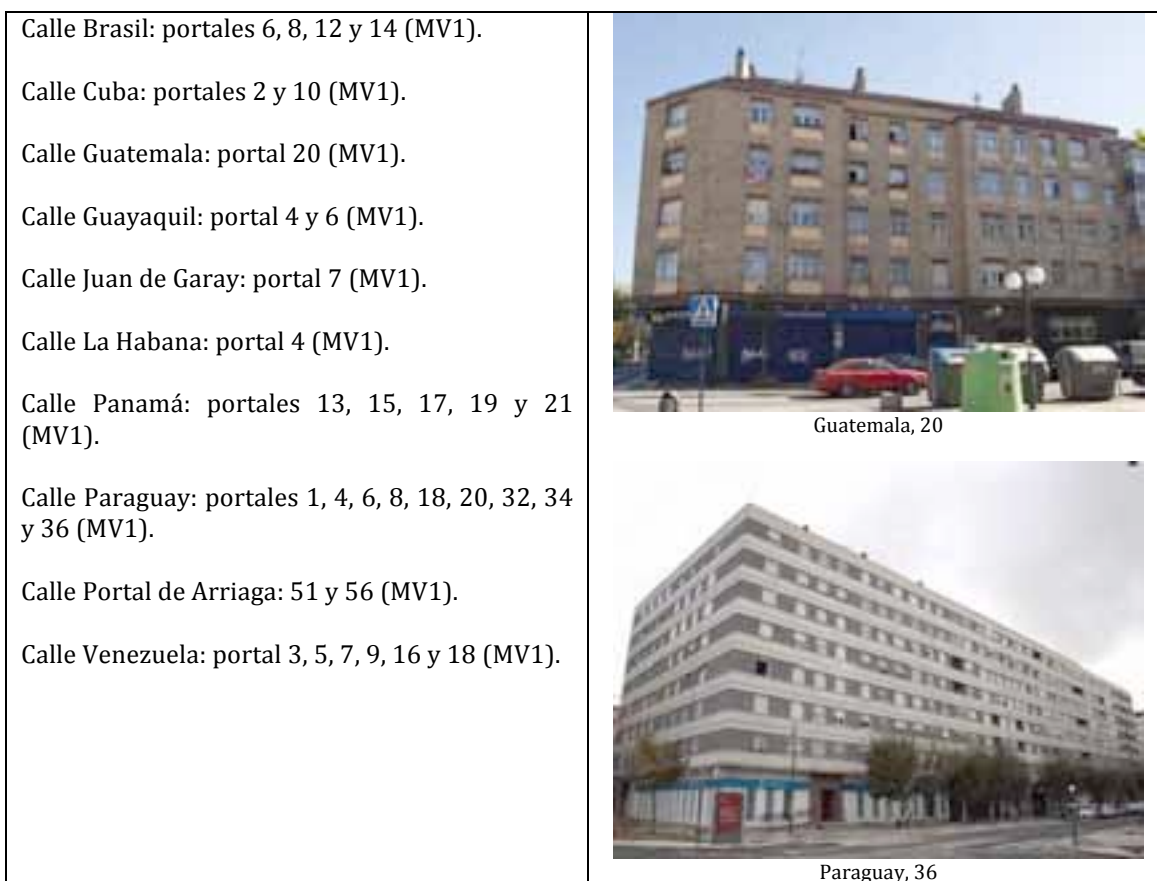 Calle Brasil: portales 6, 8, 12 y 14 (MV1).
Calle Cuba: portales 2 y 10 (MV1).
Calle Guatemala: portal 20 (MV1).
Calle Guayaquil: portal 4 y 6 (MV1).
Calle Juan de Garay: portal 7 (MV1).
Calle La Habana: portal 4 (MV1).
Calle Panamá: portales 13, 15, 17, 19 y 21
(MV1).
Calle Paraguay: portales 1, 4, 6, 8, 18, 20, 32, 34
y 36 (MV1).
Calle Portal de Arriaga: 51 y 56 (MV1).
Calle Venezuela: portal 3, 5, 7, 9, 16 y 18 (MV1).
Guatemala, 20
Paraguay, 36